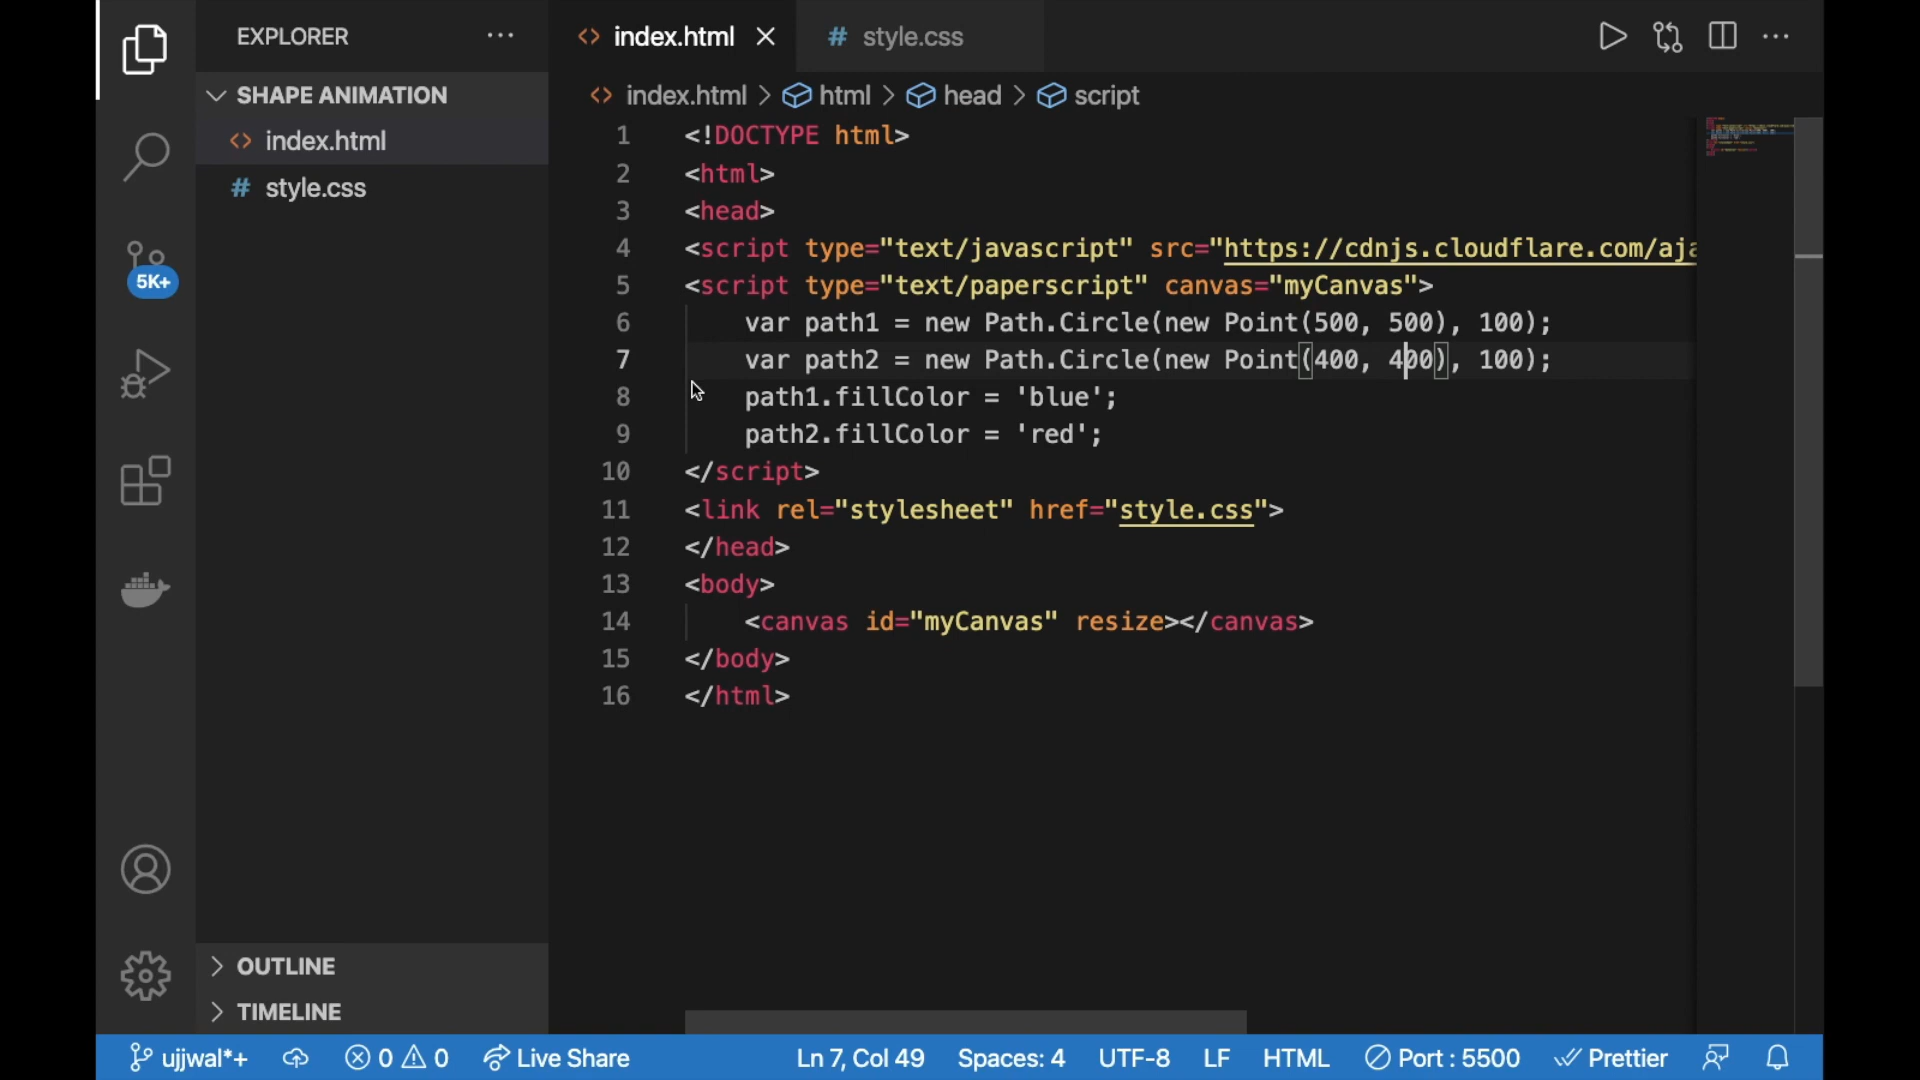 EXPLORER
SHAPE ANIMATION
index.html
style.css
OUTLINE
TIMELINE
5K+
index.html
style.css
index.html > html > head > script
1 <!DOCTYPE html>
2 <html>
3 <head>
4 <script type="text/javascript" src="https://cdnjs.cloudflare.com/aja
5 <script type="text/paperscript" canvas="myCanvas">
6 var path1 = new Path.Circle(new Point(500, 500), 100);
7 var path2 = new Path.Circle(new Point(400, 400), 100);
8 path1.fillColor = 'blue';
9 path2.fillColor = 'red';
10 </script>
11 <link rel="stylesheet" href="style.css">
12 </head>
13 <body>
14 <canvas id="myCanvas" resize></canvas>
15 </body>
16 </html>
ujjwal*+ 0 0 Live Share Ln 7, Col 49 Spaces: 4 UTF-8 LF HTML Port : 5500 Prettier